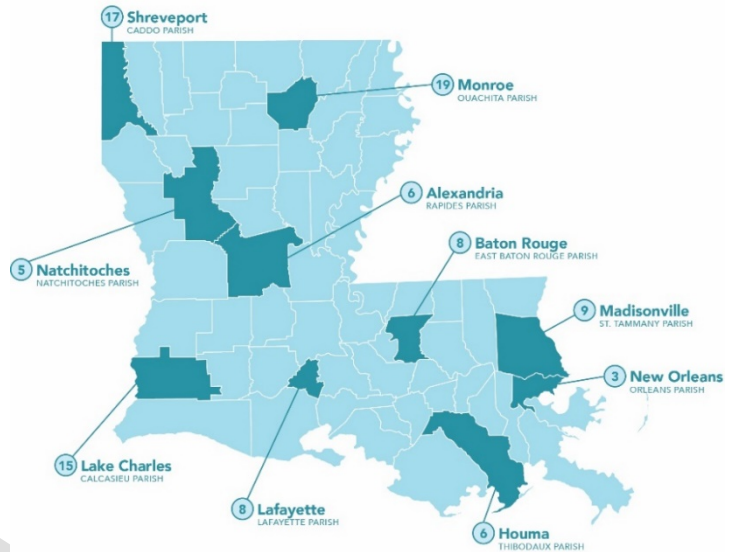 17 Shreveport
CADDO PARISH
19 Monroe
OUACHITA PARISH
6 Alexandria
RAPIDES PARISH
8 Baton Rouge
EAST BATON ROUGE PARISH
5 Natchitoches
NATCHITOCHES PARISH
9 Madisonville
ST. TAMMANY PARISH
3 New Orleans
ORLEANS PARISH
15 Lake Charles
CALCASIEU PARISH
8 Lafayette
LAFAYETTE PARISH
6 Houma
THIBODAUX PARISH